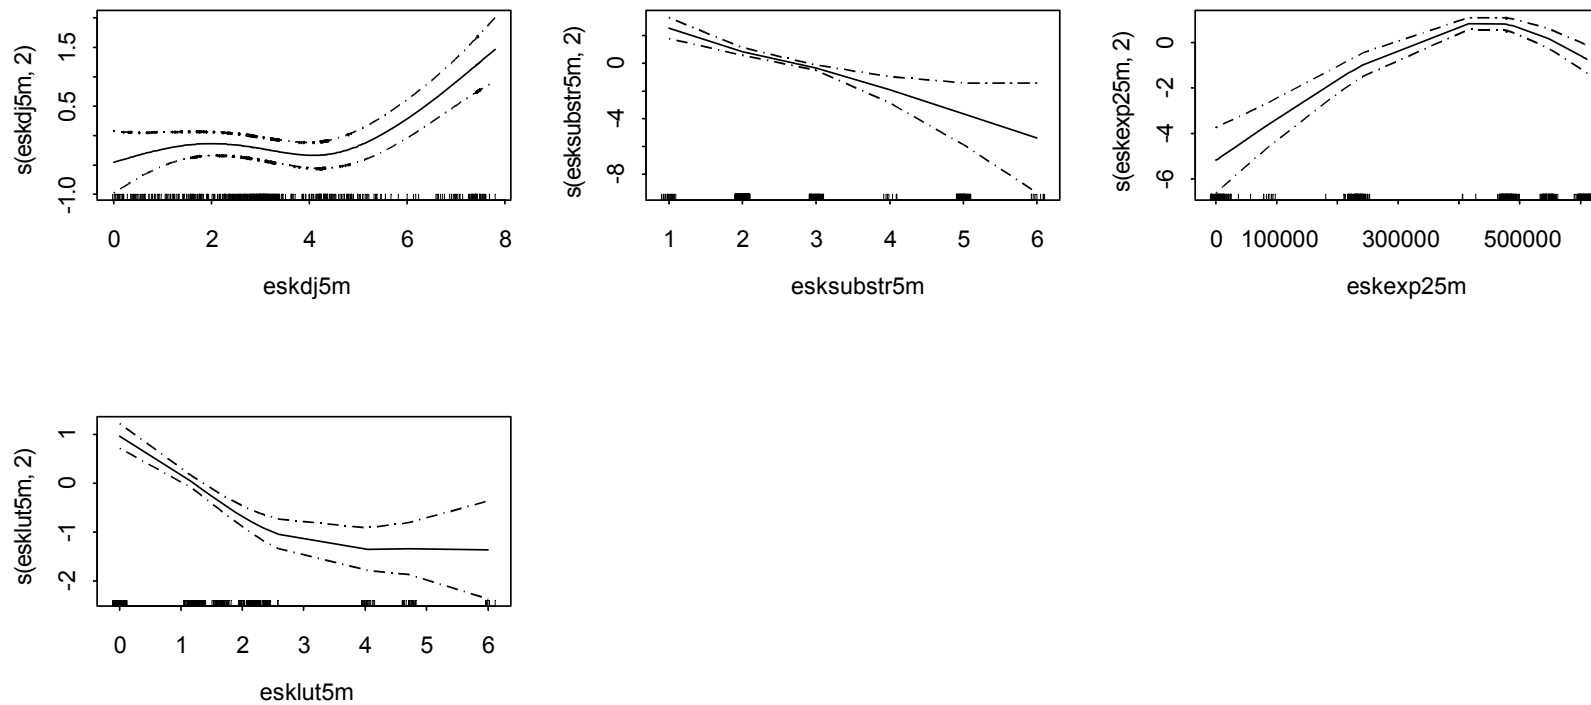 s(eskdj5m, 2)
1.5
0.5
-1.0
0 2 4 6 8
eskdj5m
s(esksubstr5m, 2)
0
-4
-8
1 2 3 4 5 6
esksubstr5m
s(eskexp25m, 2)
0
-2
-4
-6
0 100000 300000 500000
eskexp25m
s(esklut5m, 2)
1
0
-1
-2
0 1 2 3 4 5 6
esklut5m